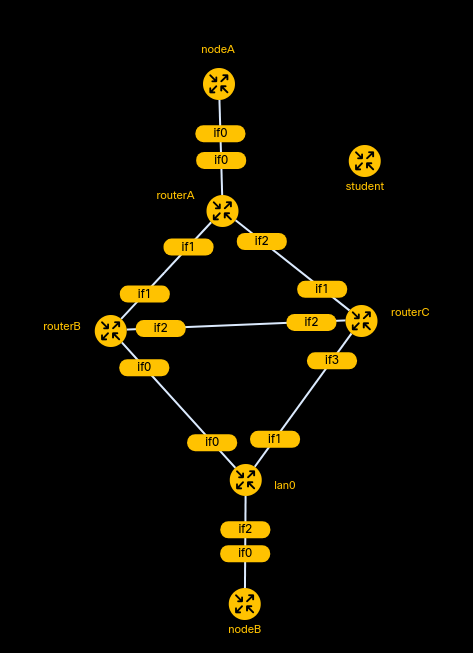 nodeA
if0
if0
student
routerA
if1
if2
if1
if1
routerC
routerB
if2
if2
if0
if3
if0
if1
lan0
if2
if0
nodeB